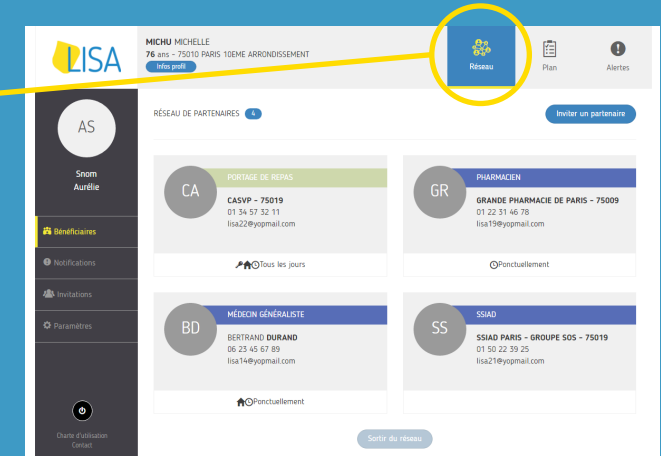 LISA
MICHU MICHELLE
76 ans - 75010 PARIS 10EME ARRONDISSEMENT
Infos profil
Réseau
Plan
Alertes
AS
Snom
Aurélie
Bénéficiaires
Notifications
Invitations
Paramètres
Charte d'utilisation
Contact
RÉSEAU DE PARTENAIRES 4
Inviter un partenaire
CA
PORTAGE DE REPAS
CASVP - 75019
01 34 57 32 11
lisa22@yopmail.com
Tous les jours
GR
PHARMACIEN
GRANDE PHARMACIE DE PARIS - 75009
01 22 31 46 78
lisa19@yopmail.com
Ponctuellement
BD
MÉDECIN GÉNÉRALISTE
BERTRAND DURAND
06 23 45 67 89
lisa14@yopmail.com
Ponctuellement
SS
SSIAD
SSIAD PARIS - GROUPE SOS - 75019
01 50 22 39 25
lisa21@yopmail.com
Sortir du réseau